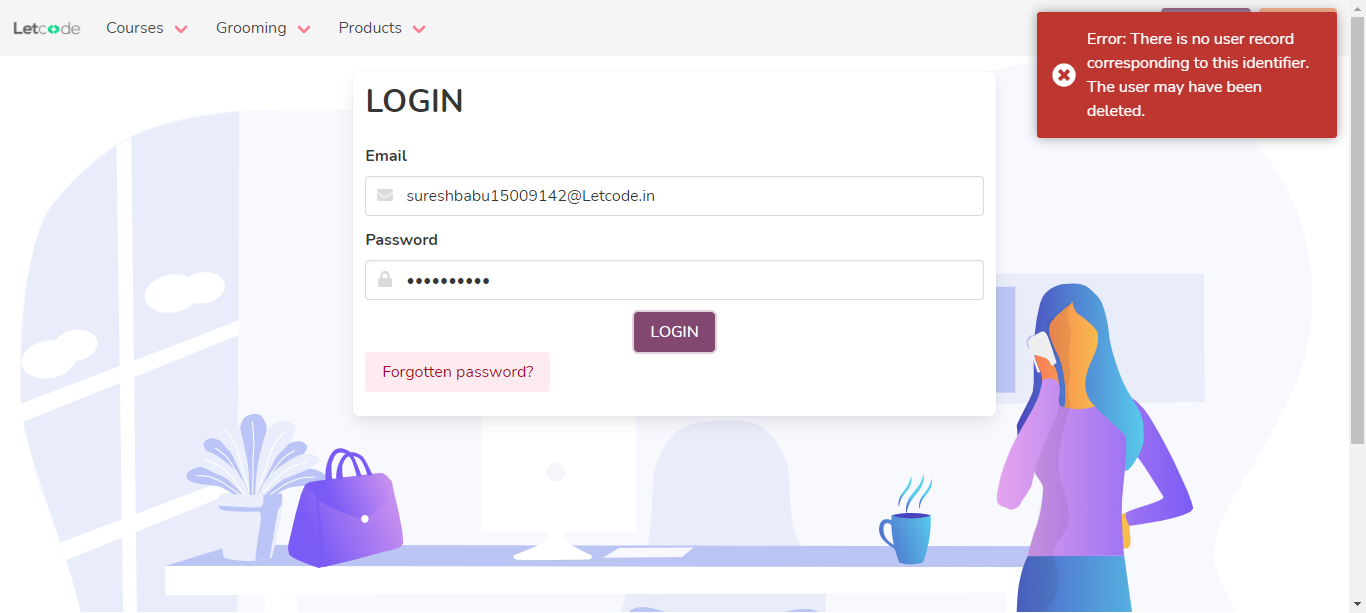 Letcode Courses Grooming Products
Error: There is no user record
corresponding to this identifier.
The user may have been
deleted.
LOGIN
Email
sureshbabu15009142@Letcode.in
Password
••••••••••
LOGIN
Forgotten password?